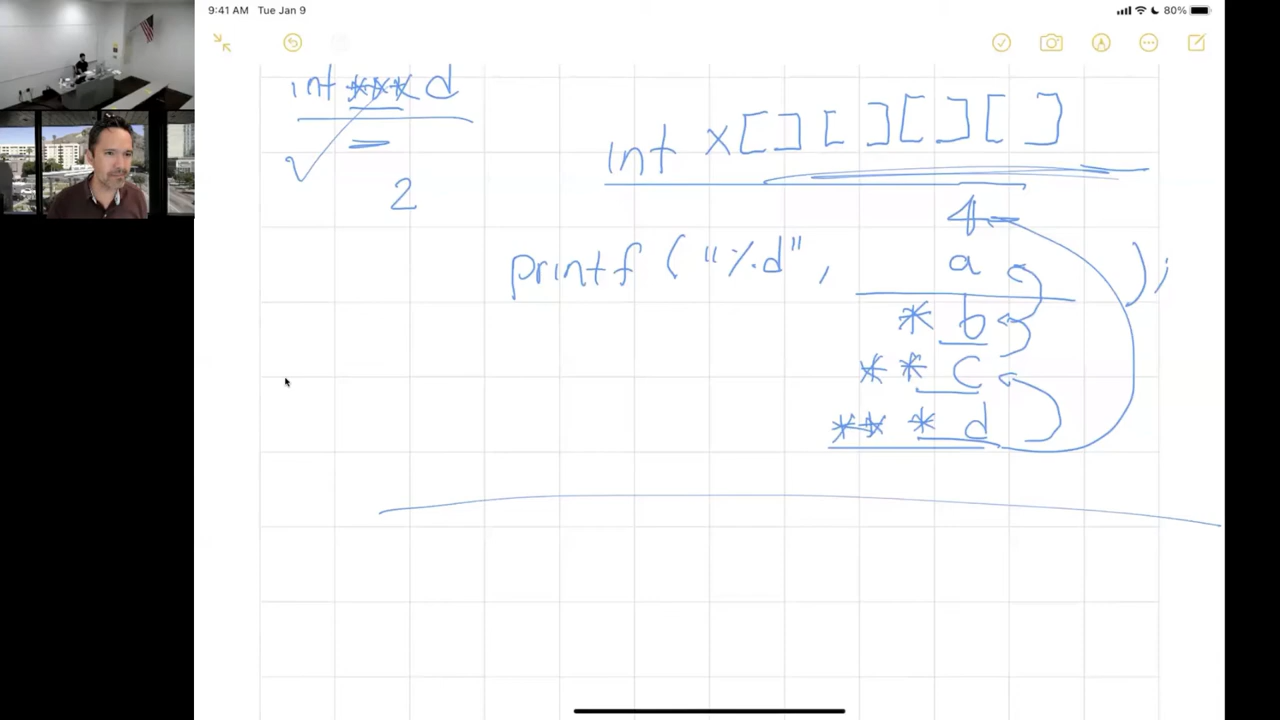 9:41 AM Tue Jan 9
80%
int *** d
int x[][][][]
2
4
printf ("%d", a );
* b
** c
*** d